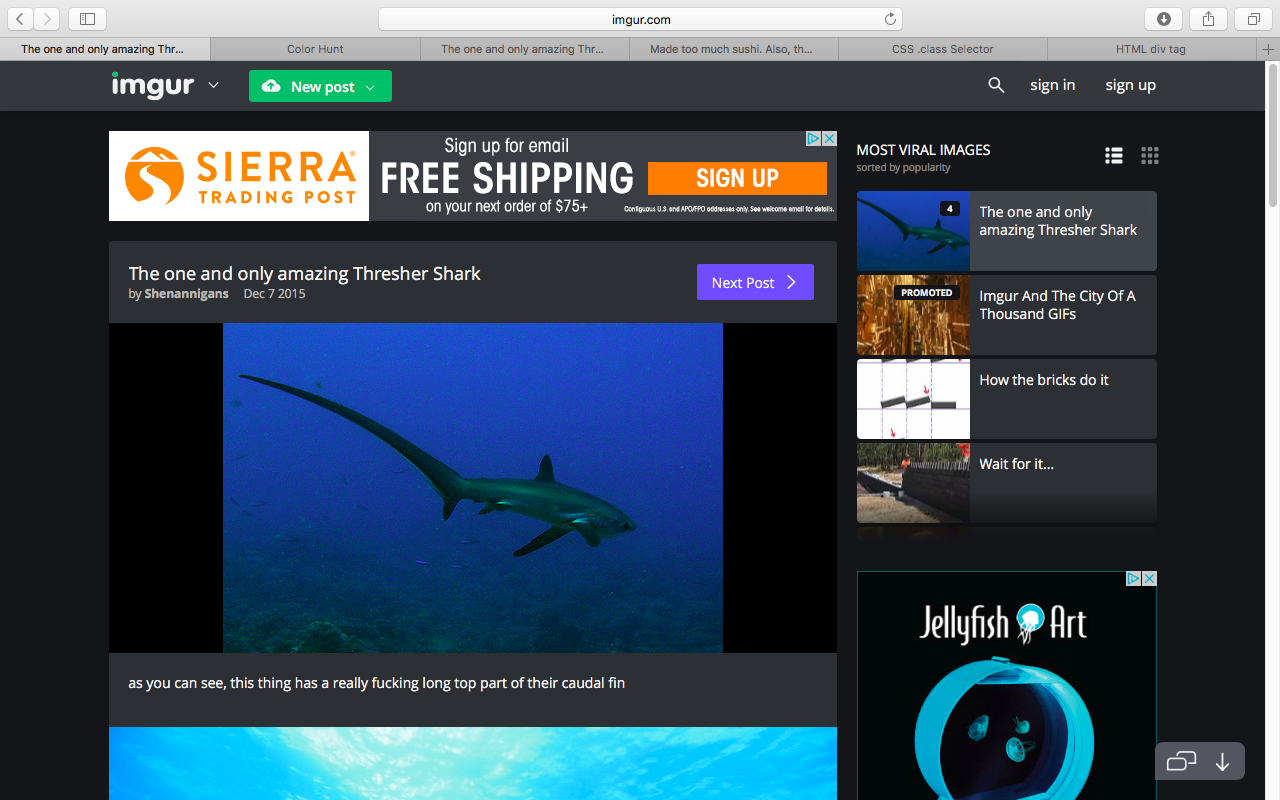 imgur.com
The one and only amazing Thr...
Color Hunt
The one and only amazing Thr...
Made too much sushi. Also, th...
CSS .class Selector
HTML div tag
imgur
New post
sign in
sign up
SIERRA
TRADING POST
Sign up for email
FREE SHIPPING
on your next order of $75+
SIGN UP
Contiguous U.S. and APO/FPO addresses only. See welcome email for details.
The one and only amazing Thresher Shark
by Shenannigans Dec 7 2015
Next Post
as you can see, this thing has a really fucking long top part of their caudal fin
MOST VIRAL IMAGES
sorted by popularity
4
The one and only
amazing Thresher Shark
PROMOTED
Imgur And The City Of A
Thousand GIFs
How the bricks do it
Wait for it...
Jellyfish Art